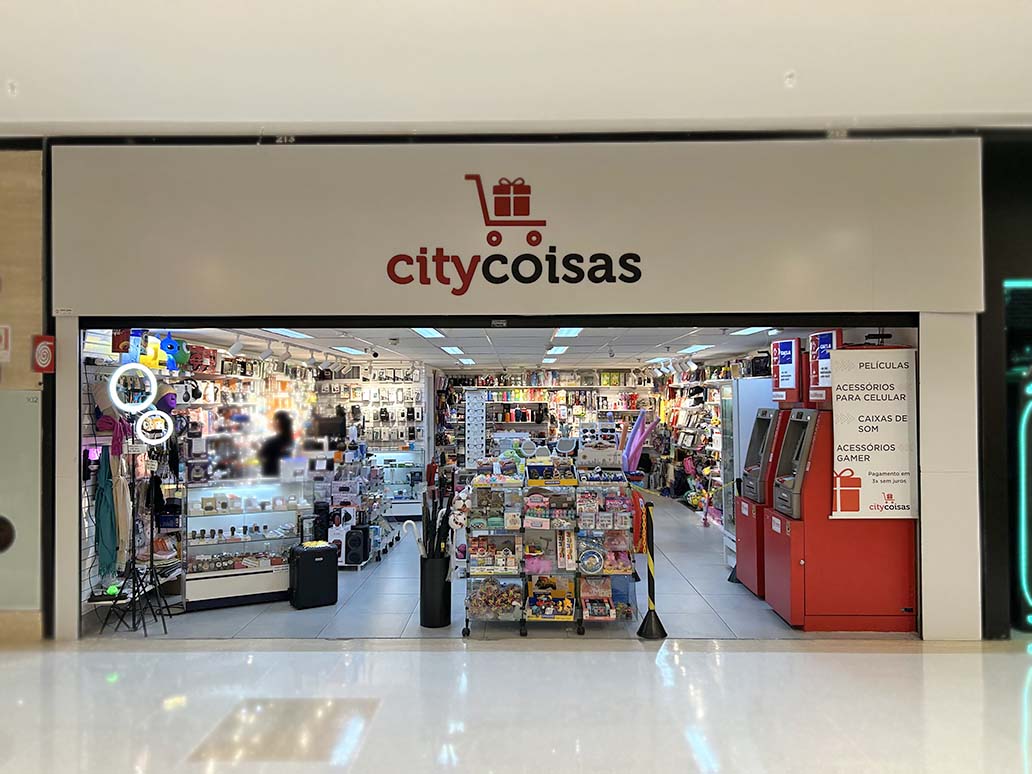 citycoisas
PELÍCULAS
ACESSÓRIOS
PARA CELULAR
CAIXAS DE
SOM
ACESSÓRIOS
GAMER
Pagamento em
3x sem juros
citycoisas